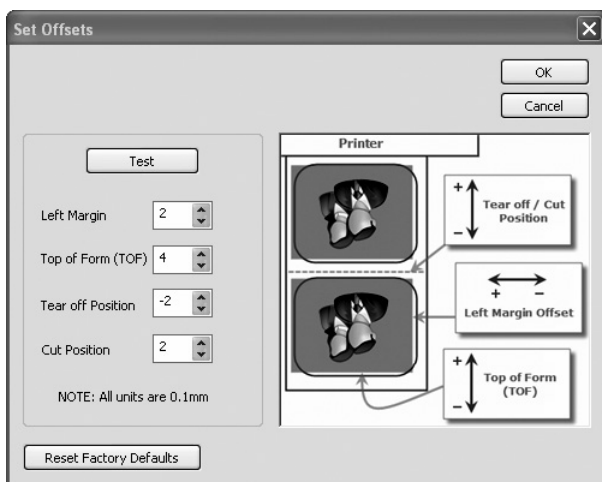 Set Offsets
OK
Cancel
Test
Left Margin 2
Top of Form (TOF) 4
Tear off Position -2
Cut Position 2
NOTE: All units are 0.1mm
Reset Factory Defaults
Printer
+
−
Tear off / Cut
Position
+ −
Left Margin Offset
+
−
Top of Form
(TOF)